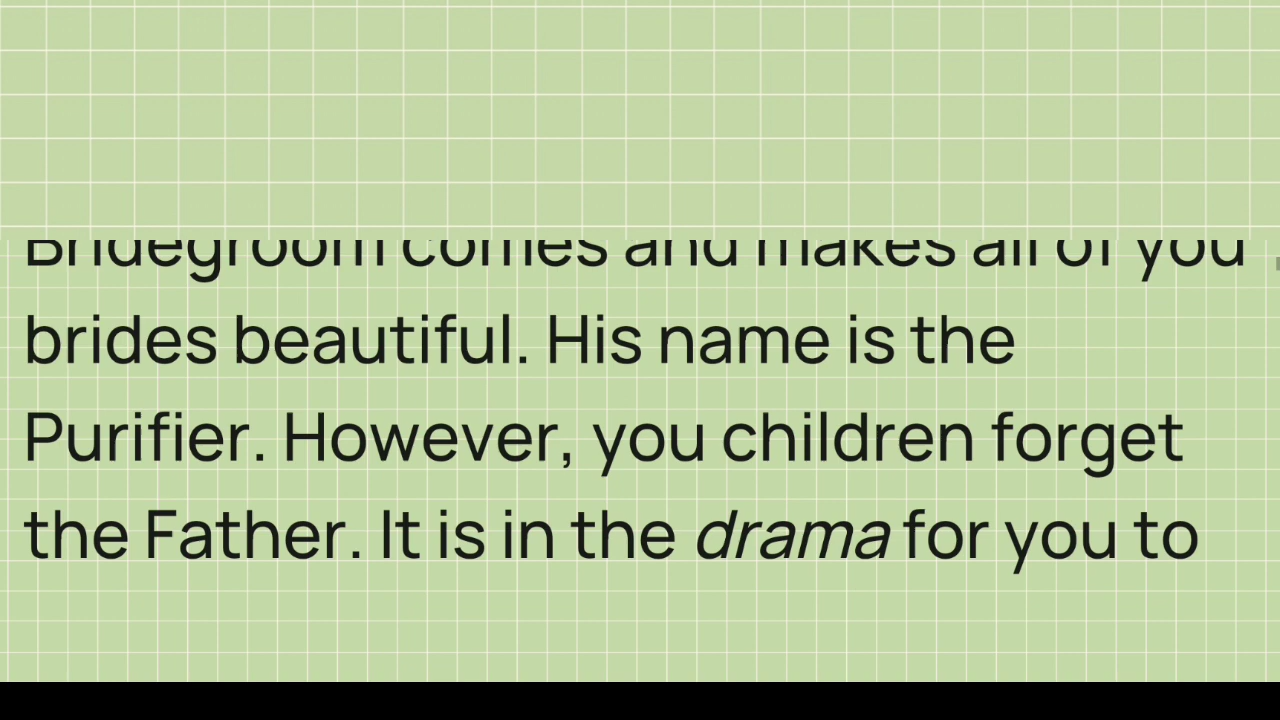 Bridegroom comes and makes all of you
brides beautiful. His name is the
Purifier. However, you children forget
the Father. It is in the drama for you to